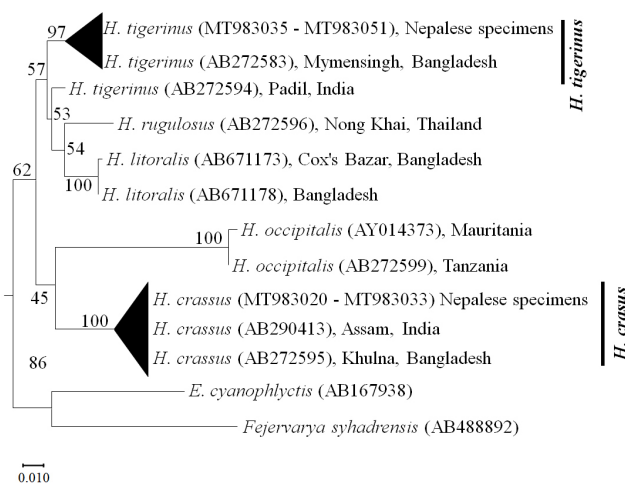 97
H. tigerinus (MT983035 - MT983051), Nepalese specimens
H. tigerinus (AB272583), Mymensingh, Bangladesh
H. tigerinus
57
H. tigerinus (AB272594), Padil, India
53
H. rugulosus (AB272596), Nong Khai, Thailand
54
H. litoralis (AB671173), Cox's Bazar, Bangladesh
100
H. litoralis (AB671178), Bangladesh
62
H. occipitalis (AY014373), Mauritania
100
H. occipitalis (AB272599), Tanzania
45
H. crassus (MT983020 - MT983033) Nepalese specimens
100
H. crassus (AB290413), Assam, India
H. crassus (AB272595), Khulna, Bangladesh
H. crasus
86
E. cyanophlyctis (AB167938)
Fejervarya syhadrensis (AB488892)
0.010